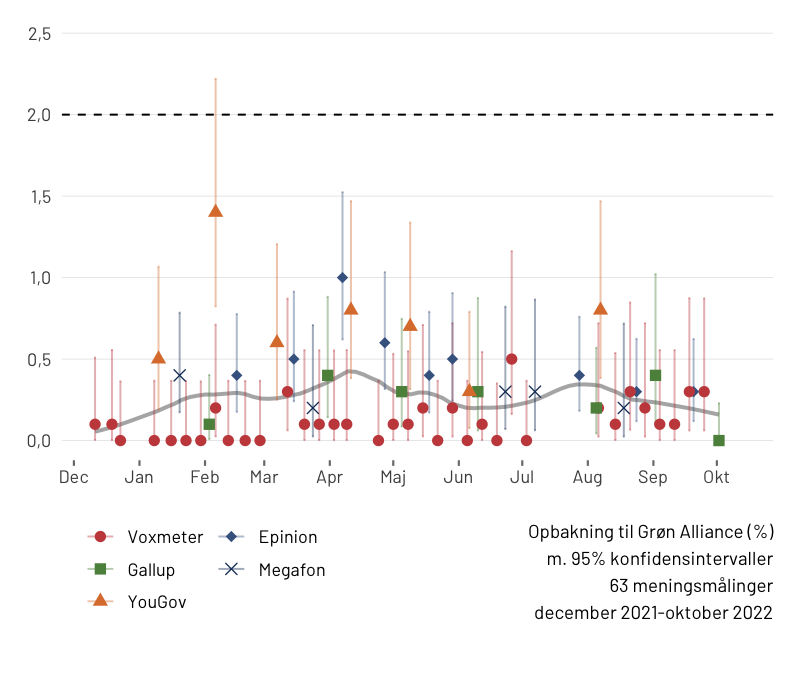 2,5
2,0
1,5
1,0
0,5
0,0
Dec Jan Feb Mar Apr Maj Jun Jul Aug Sep Okt
Voxmeter Epinion
Gallup Megafon
YouGov
Opbakning til Grøn Alliance (%)
m. 95% konfidensintervaller
63 meningsmålinger
december 2021-oktober 2022